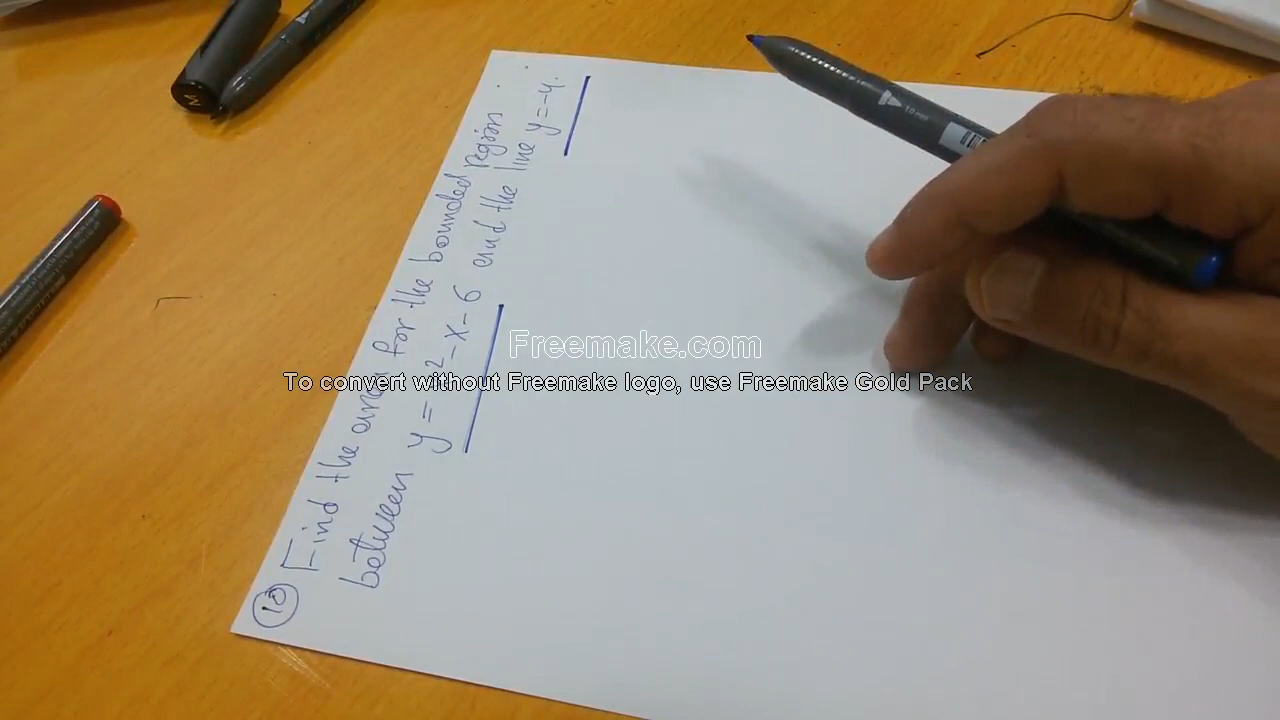 10 Find the area for the bounded region
between y = x² - x - 6 and the line y = -4.
Freemake.com
To convert without Freemake logo, use Freemake Gold Pack